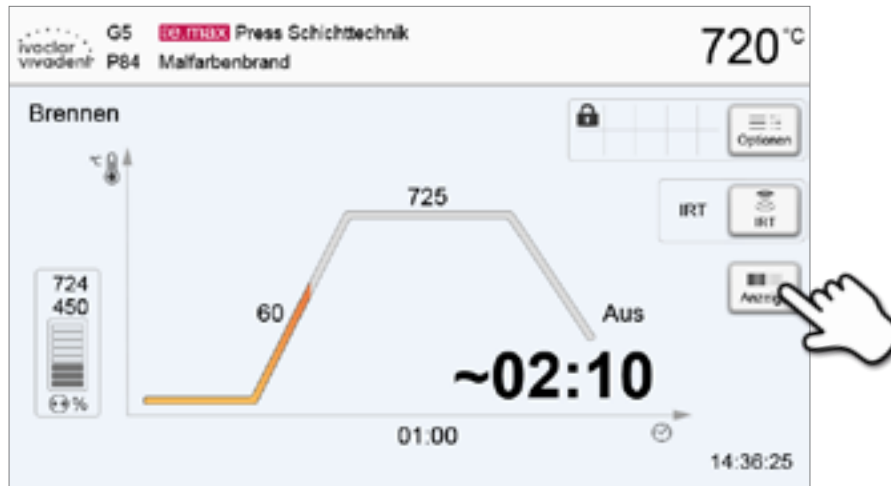 ivoclar vivadent
G5 IPS e.max Press Schichttechnik
P84 Malfarbenbrand
720 °C
Brennen
Optionen
°C
725
IRT
IRT
724
450
60
Aus
Anzeige
~02:10
%
01:00
14:36:25